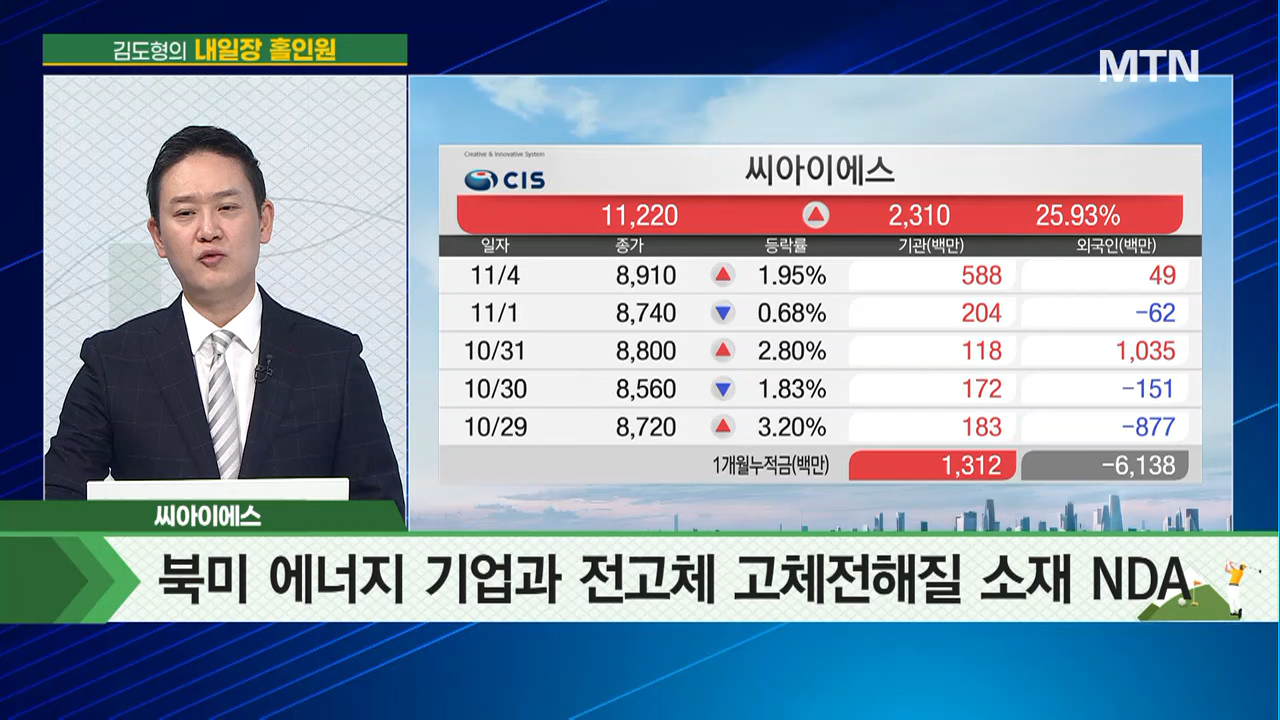 김도형의 내일장 홀인원
MTN
Creative & Innovative System
CIS
씨아이에스
11,220 ▲ 2,310 25.93%
일자 종가 등락률 기관(백만) 외국인(백만)
11/4 8,910 ▲ 1.95% 588 49
11/1 8,740 ▼ 0.68% 204 -62
10/31 8,800 ▲ 2.80% 118 1,035
10/30 8,560 ▼ 1.83% 172 -151
10/29 8,720 ▲ 3.20% 183 -877
1개월누적금(백만) 1,312 -6,138
씨아이에스
북미 에너지 기업과 전고체 고체전해질 소재 NDA